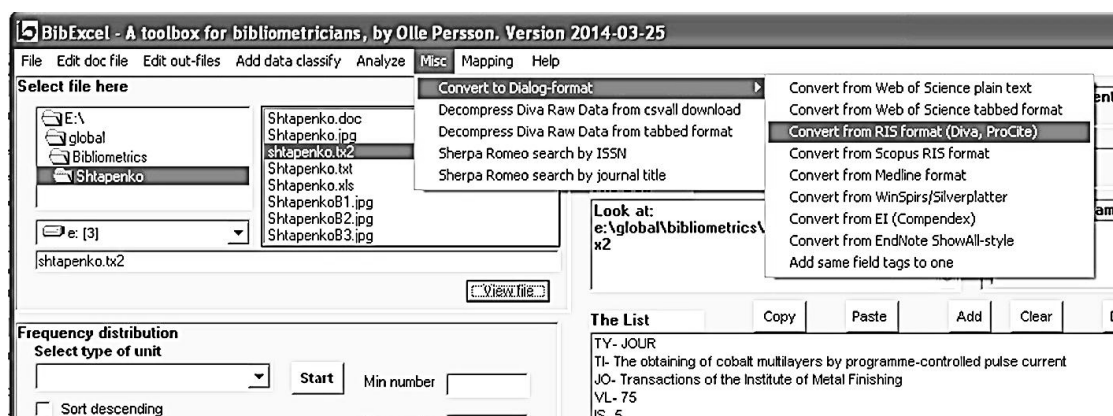 BibExcel - A toolbox for bibliometricians, by Olle Persson. Version 2014-03-25
File Edit doc file Edit out-files Add data classify Analyze Misc Mapping Help
Select file here
E:\
global
Bibliometrics
Shtapenko
e: [3]
Shtapenko.doc
Shtapenko.jpg
shtapenko.tx2
Shtapenko.txt
Shtapenko.xls
ShtapenkoB1.jpg
ShtapenkoB2.jpg
ShtapenkoB3.jpg
shtapenko.tx2
View file
Convert to Dialog-format
Decompress Diva Raw Data from csvall download
Decompress Diva Raw Data from tabbed format
Sherpa Romeo search by ISSN
Sherpa Romeo search by journal title
Convert from Web of Science plain text
Convert from Web of Science tabbed format
Convert from RIS format (Diva, ProCite)
Convert from Scopus RIS format
Convert from Medline format
Convert from WinSpirs/Silverplatter
Convert from EI (Compendex)
Convert from EndNote ShowAll-style
Add same field tags to one
Look at:
e:\global\bibliometrics\
x2
Frequency distribution
Select type of unit
Start
Min number
Sort descending
The List
Copy Paste Add Clear
TY- JOUR
TI- The obtaining of cobalt multilayers by programme-controlled pulse current
JO- Transactions of the Institute of Metal Finishing
VL- 75
IS- 5